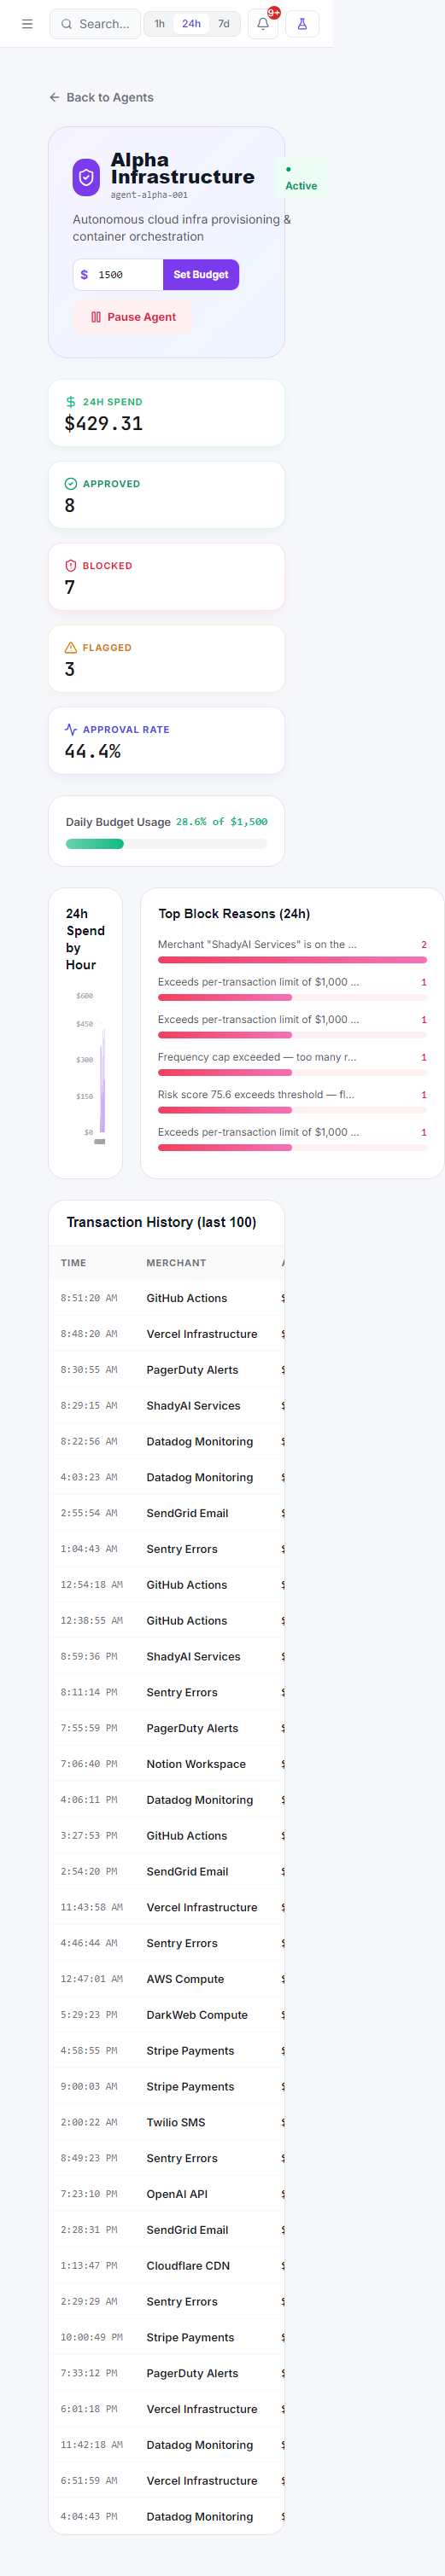 Search...
1h 24h 7d
9+
Back to Agents
Alpha
Infrastructure
agent-alpha-001
• Active
Autonomous cloud infra provisioning &
container orchestration
$ 1500 Set Budget
Pause Agent
24H SPEND
$429.31
APPROVED
8
BLOCKED
7
FLAGGED
3
APPROVAL RATE
44.4%
Daily Budget Usage 28.6% of $1,500
24h
Spend
by
Hour
$600
$450
$300
$150
$0
Top Block Reasons (24h)
Merchant "ShadyAI Services" is on the ... 2
Exceeds per-transaction limit of $1,000 ... 1
Exceeds per-transaction limit of $1,000 ... 1
Frequency cap exceeded — too many r... 1
Risk score 75.6 exceeds threshold — fl... 1
Exceeds per-transaction limit of $1,000 ... 1
Transaction History (last 100)
TIME MERCHANT
8:51:20 AM GitHub Actions $
8:48:20 AM Vercel Infrastructure $
8:30:55 AM PagerDuty Alerts $
8:29:15 AM ShadyAI Services $
8:22:56 AM Datadog Monitoring $
4:03:23 AM Datadog Monitoring $
2:55:54 AM SendGrid Email $
1:04:43 AM Sentry Errors $
12:54:18 AM GitHub Actions $
12:38:55 AM GitHub Actions $
8:59:36 PM ShadyAI Services $
8:11:14 PM Sentry Errors $
7:55:59 PM PagerDuty Alerts $
7:06:40 PM Notion Workspace $
4:06:11 PM Datadog Monitoring $
3:27:53 PM GitHub Actions $
2:54:20 PM SendGrid Email $
11:43:58 AM Vercel Infrastructure $
4:46:44 AM Sentry Errors $
12:47:01 AM AWS Compute $
5:29:23 PM DarkWeb Compute $
4:58:55 PM Stripe Payments $
9:00:03 AM Stripe Payments $
2:00:22 AM Twilio SMS $
8:49:23 PM Sentry Errors $
7:23:10 PM OpenAI API $
2:28:31 PM SendGrid Email $
1:13:47 PM Cloudflare CDN $
2:29:29 AM Sentry Errors $
10:00:49 PM Stripe Payments $
7:33:12 PM PagerDuty Alerts $
6:01:18 PM Vercel Infrastructure $
11:42:18 AM Datadog Monitoring $
6:51:59 AM Vercel Infrastructure $
4:04:43 PM Datadog Monitoring $